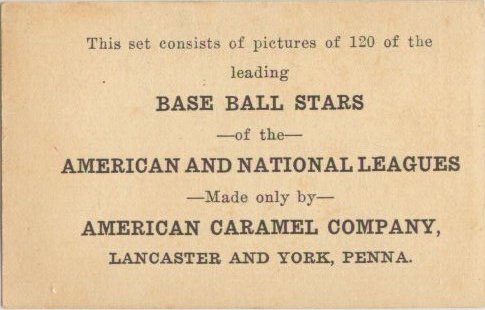 This set consists of pictures of 120 of the
leading
BASE BALL STARS
—of the—
AMERICAN AND NATIONAL LEAGUES
—Made only by—
AMERICAN CARAMEL COMPANY,
LANCASTER AND YORK, PENNA.